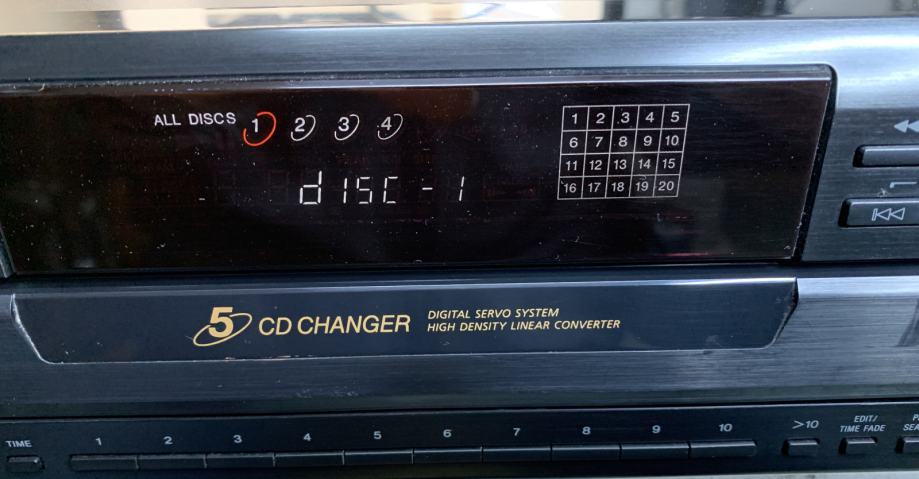 ALL DISCS 1 2 3 4
disc - 1
1 2 3 4 5
6 7 8 9 10
11 12 13 14 15
16 17 18 19 20
5 CD CHANGER
DIGITAL SERVO SYSTEM
HIGH DENSITY LINEAR CONVERTER
TIME 1 2 3 4 5 6 7 8 9 10 >10
EDIT/
TIME FADE